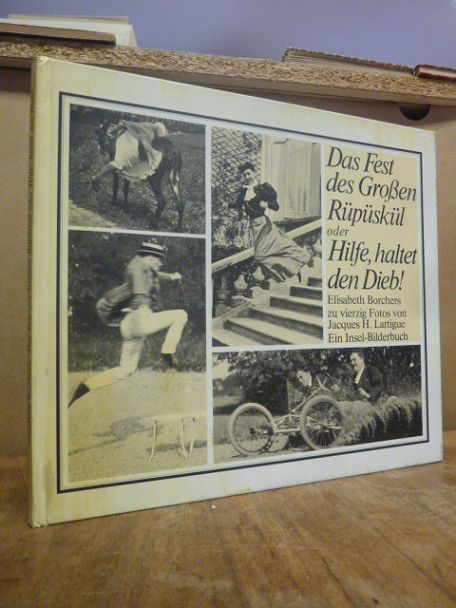 Das Fest
des Großen
Rüpüskül
oder
Hilfe, haltet
den Dieb!
Elisabeth Borchers
zu vierzig Fotos von
Jacques H. Lartigue
Ein Insel-Bilderbuch